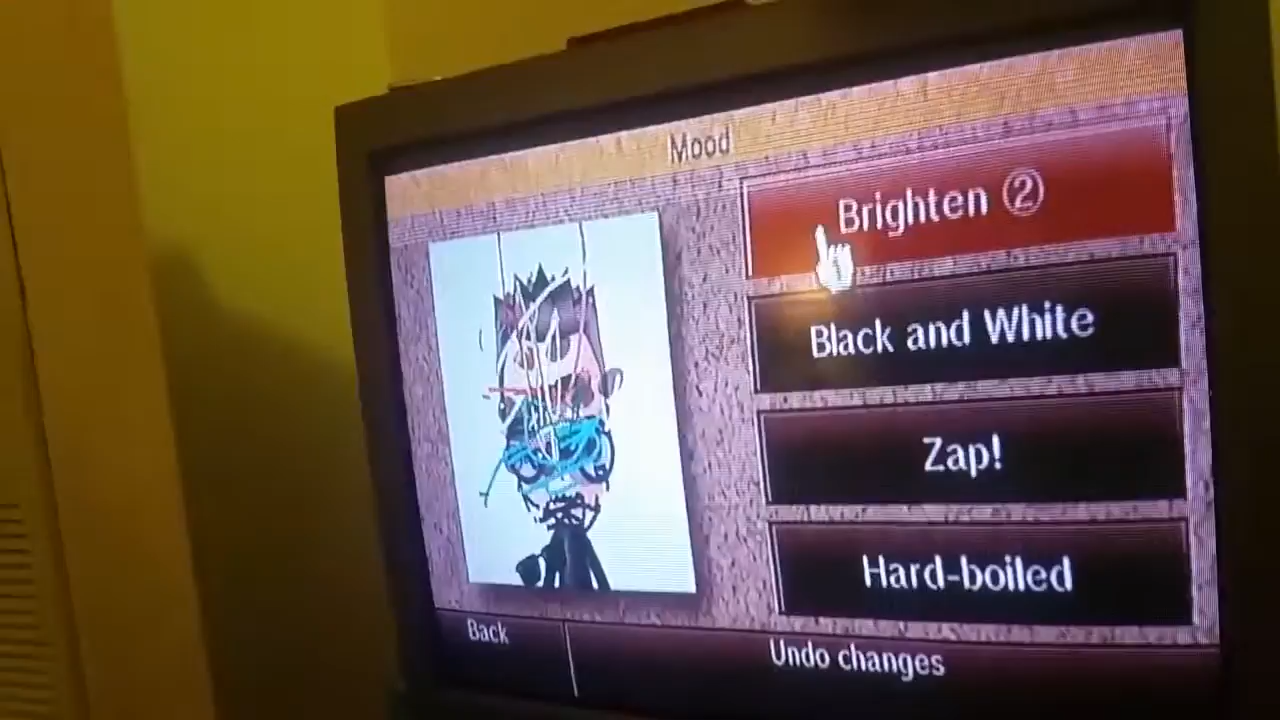 Mood
Brighten ②
Black and White
Zap!
Hard-boiled
Back
Undo changes